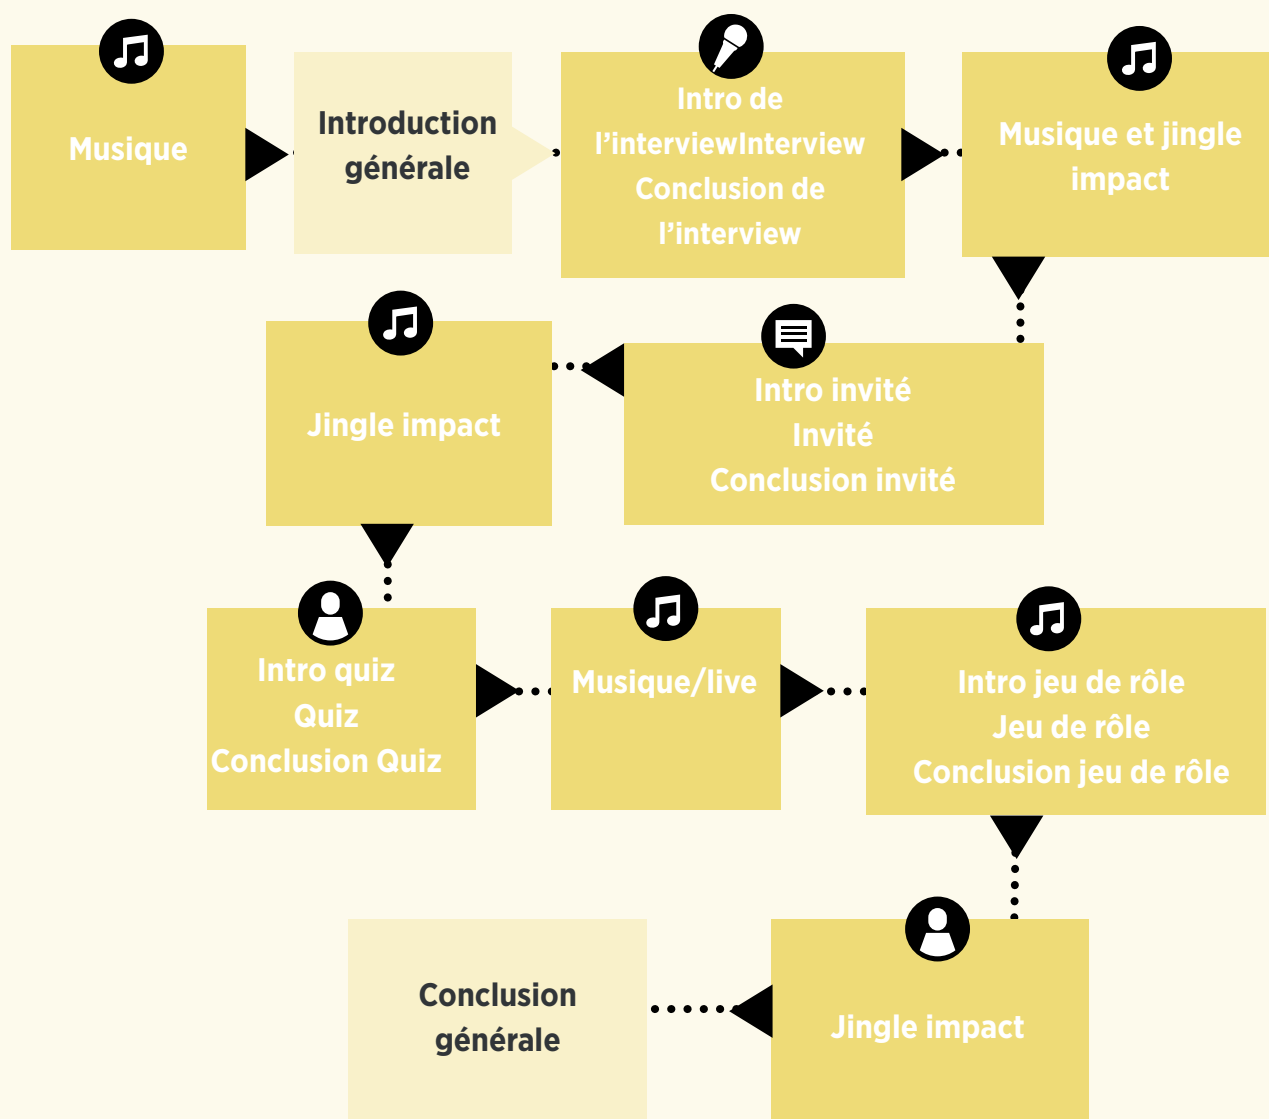 Musique
Introduction
générale
Intro de
l’interviewInterview
Conclusion de
l’interview
Musique et jingle
impact
Intro invité
Invité
Conclusion invité
Jingle impact
Intro quiz
Quiz
Conclusion Quiz
Musique/live
Intro jeu de rôle
Jeu de rôle
Conclusion jeu de rôle
Jingle impact
Conclusion
générale